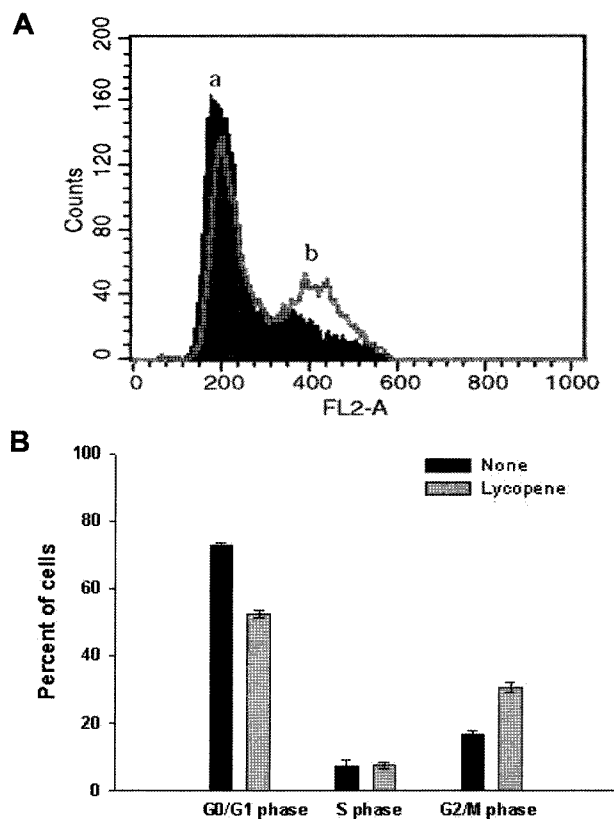 A
200
160
120
80
40
0
Counts
a
b
0 200 400 600 800 1000
FL2-A
B
100
80
60
40
20
0
Percent of cells
None
Lycopene
G0/G1 phase S phase G2/M phase